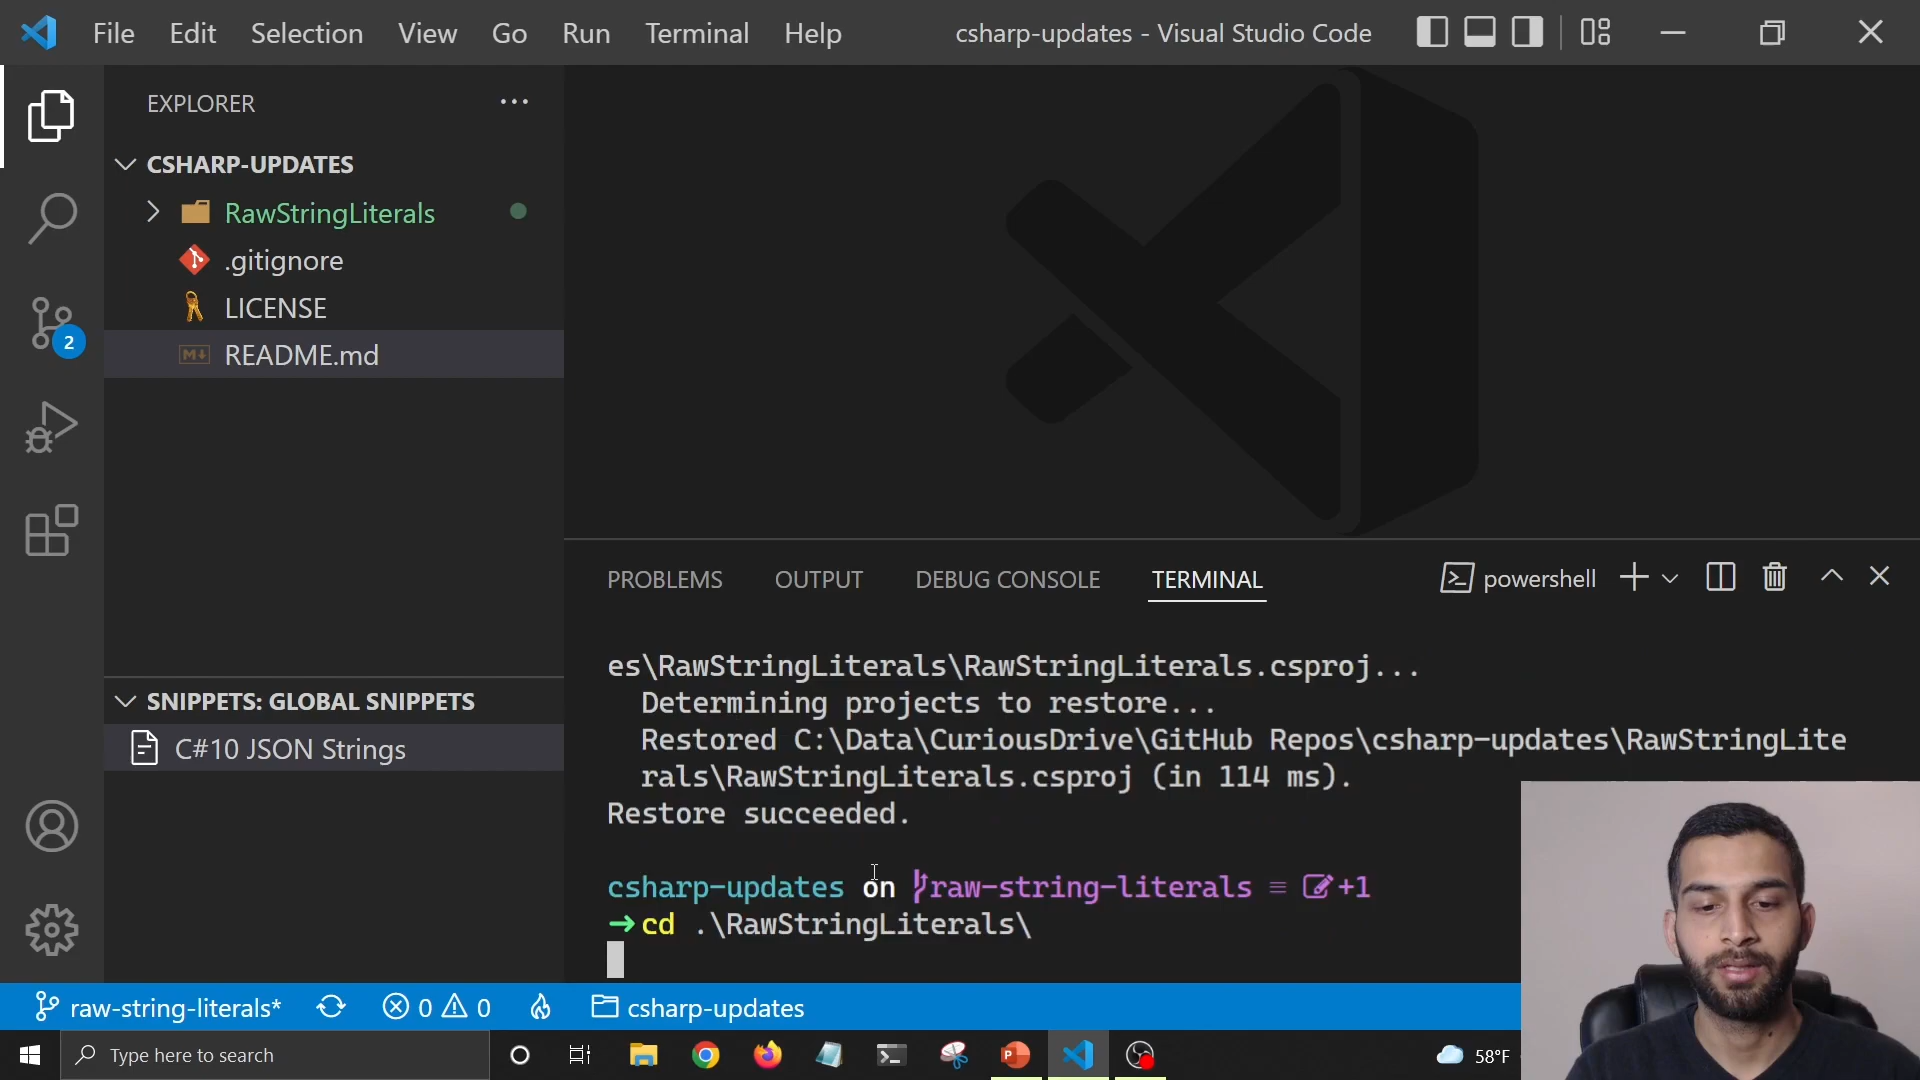 File Edit Selection View Go Run Terminal Help
csharp-updates - Visual Studio Code
EXPLORER
CSHARP-UPDATES
RawStringLiterals
.gitignore
LICENSE
README.md
2
SNIPPETS: GLOBAL SNIPPETS
C#10 JSON Strings
PROBLEMS OUTPUT DEBUG CONSOLE TERMINAL
powershell
es\RawStringLiterals\RawStringLiterals.csproj...
Determining projects to restore...
Restored C:\Data\CuriousDrive\GitHub Repos\csharp-updates\RawStringLite
rals\RawStringLiterals.csproj (in 114 ms).
Restore succeeded.
csharp-updates on raw-string-literals ≡ +1
➜ cd .\RawStringLiterals\
raw-string-literals* 0 0 csharp-updates
Type here to search
58°F